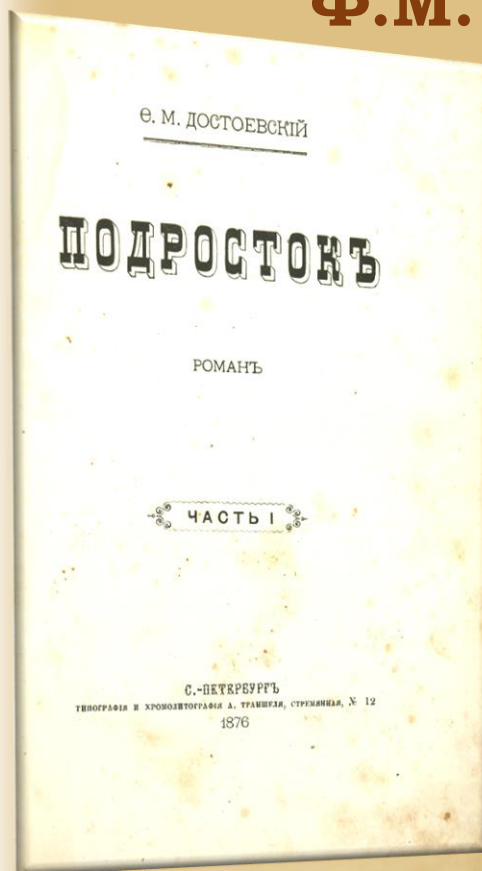 Ф.М.
Ѳ. М. ДОСТОЕВСКІЙ
ПОДРОСТОКЪ
РОМАНЪ
ЧАСТЬ I
С.-ПЕТЕРБУРГЪ
ТИПОГРАФІЯ И ХРОМОЛИТОГРАФІЯ А. ТРАНШЕЛЯ, СТРЕМЯННАЯ, № 12
1876